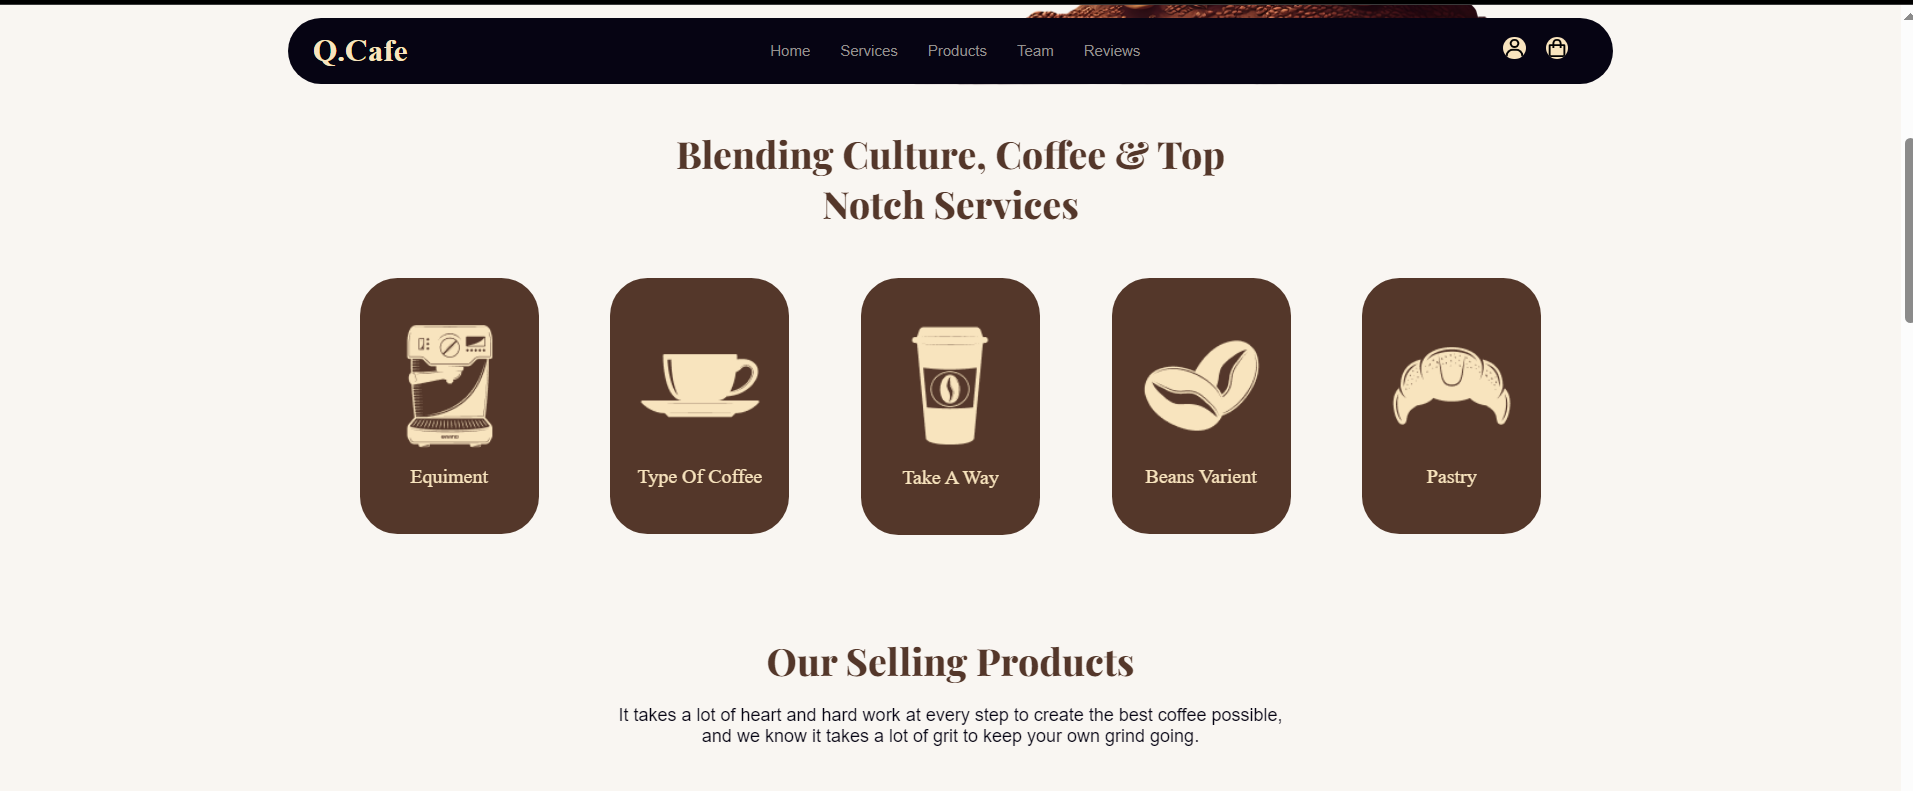 Q.Cafe
Home Services Products Team Reviews
Blending Culture, Coffee & Top
Notch Services
Equiment
Type Of Coffee
Take A Way
Beans Varient
Pastry
Our Selling Products
It takes a lot of heart and hard work at every step to create the best coffee possible,
and we know it takes a lot of grit to keep your own grind going.